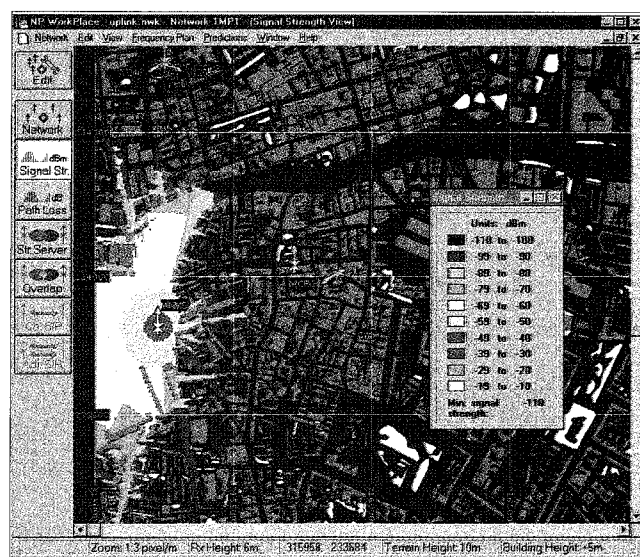 NP WorkPlace - uplink.nwk - Network 1MPT - [Signal Strength View]
Network Edit View Frequency Plan Predictions Window Help
Edit
Network
dBm
Signal Str.
Path Loss
Str Server
Overlap
Units: dBm
-110 to -100
-99 to -90
-89 to -80
-79 to -70
-69 to -60
-59 to -50
-49 to -40
-39 to -30
-29 to -20
-19 to -10
Min. signal -110
strength:
Zoom: 1.3 pixel/m Rx Height: 6m 315958, 233684 Terrain Height: 10m Building Height: +5m